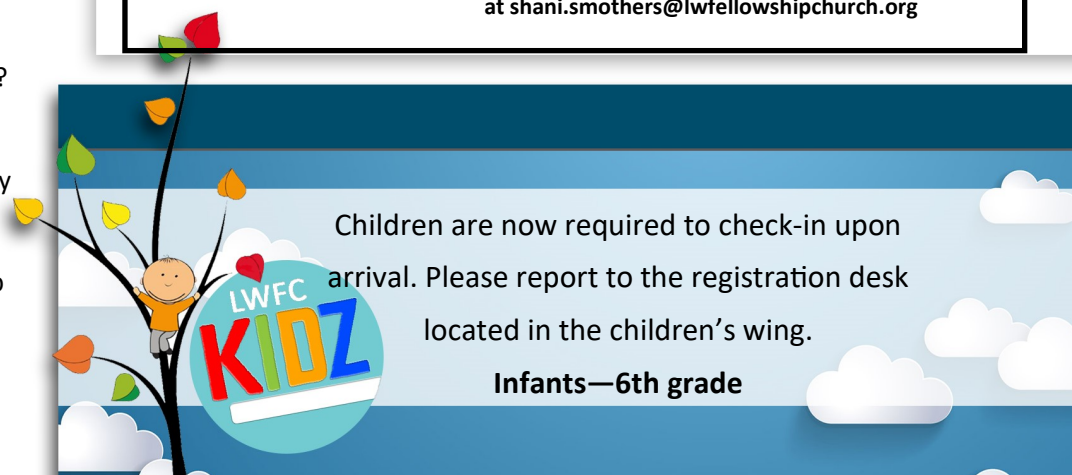 at shani.smothers@lwfellowshipchurch.org
?
y
o
Children are now required to check-in upon
arrival. Please report to the registration desk
located in the children's wing.
Infants—6th grade
LWFC
KIDZ